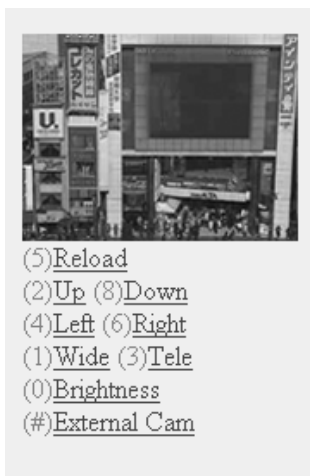 U.
(5)Reload
(2)Up (8)Down
(4)Left (6)Right
(1)Wide (3)Tele
(0)Brightness
(#)External Cam